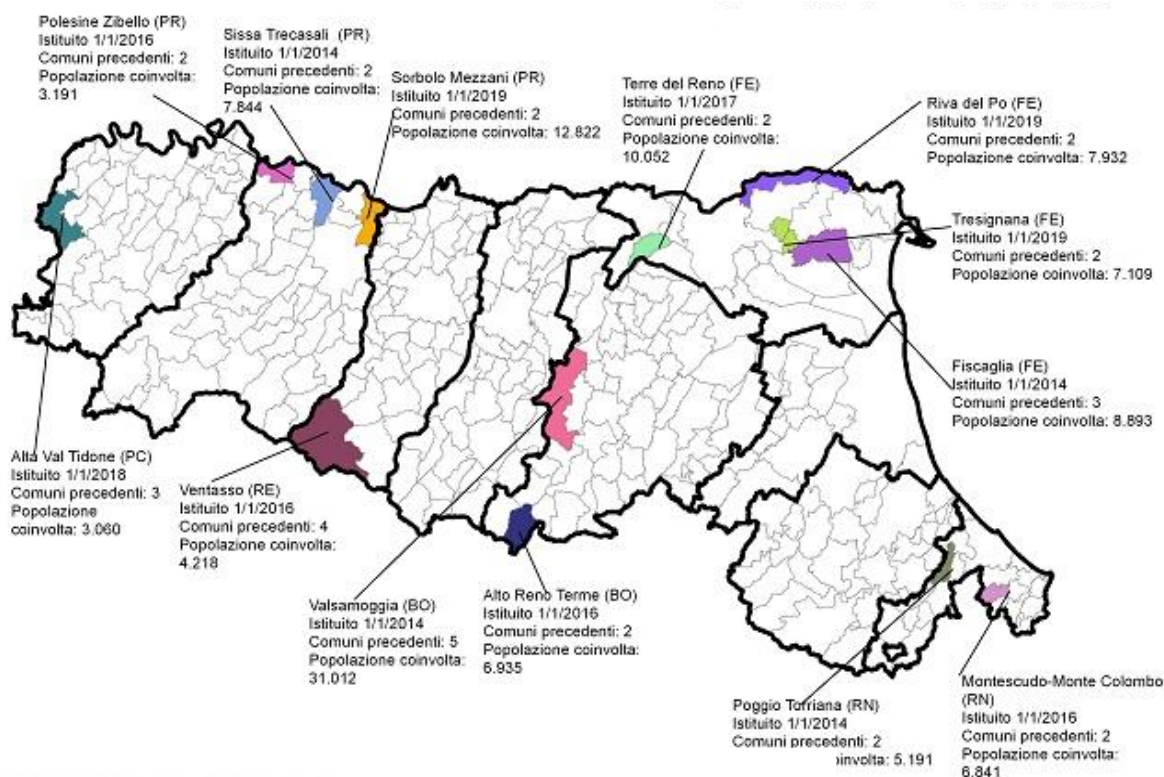 Polesine Zibello (PR)
Istituito 1/1/2016
Comuni precedenti: 2
Popolazione coinvolta:
3.191
Sissa Trecasali (PR)
Istituito 1/1/2014
Comuni precedenti: 2
Popolazione coinvolta:
7.844
Sorbolo Mezzani (PR)
Istituito 1/1/2019
Comuni precedenti: 2
Popolazione coinvolta: 12.822
Terre del Reno (FE)
Istituito 1/1/2017
Comuni precedenti: 2
Popolazione coinvolta:
10.052
Riva del Po (FE)
Istituito 1/1/2019
Comuni precedenti: 2
Popolazione coinvolta: 7.932
Tresignana (FE)
Istituito 1/1/2019
Comuni precedenti: 2
Popolazione coinvolta: 7.109
Fiscaglia (FE)
Istituito 1/1/2014
Comuni precedenti: 3
Popolazione coinvolta: 8.893
Alta Val Tidone (PC)
Istituito 1/1/2018
Comuni precedenti: 3
Popolazione
coinvolta: 3.060
Ventasso (RE)
Istituito 1/1/2016
Comuni precedenti: 4
Popolazione coinvolta:
4.218
Valsamoggia (BO)
Istituito 1/1/2014
Comuni precedenti: 5
Popolazione coinvolta:
31.012
Alto Reno Terme (BO)
Istituito 1/1/2016
Comuni precedenti: 2
Popolazione coinvolta:
6.935
Poggio Torriana (RN)
Istituito 1/1/2014
Comuni precedenti: 2
involta: 5.191
Montescudo-Monte Colombo
(RN)
Istituito 1/1/2016
Comuni precedenti: 2
Popolazione coinvolta:
6.841